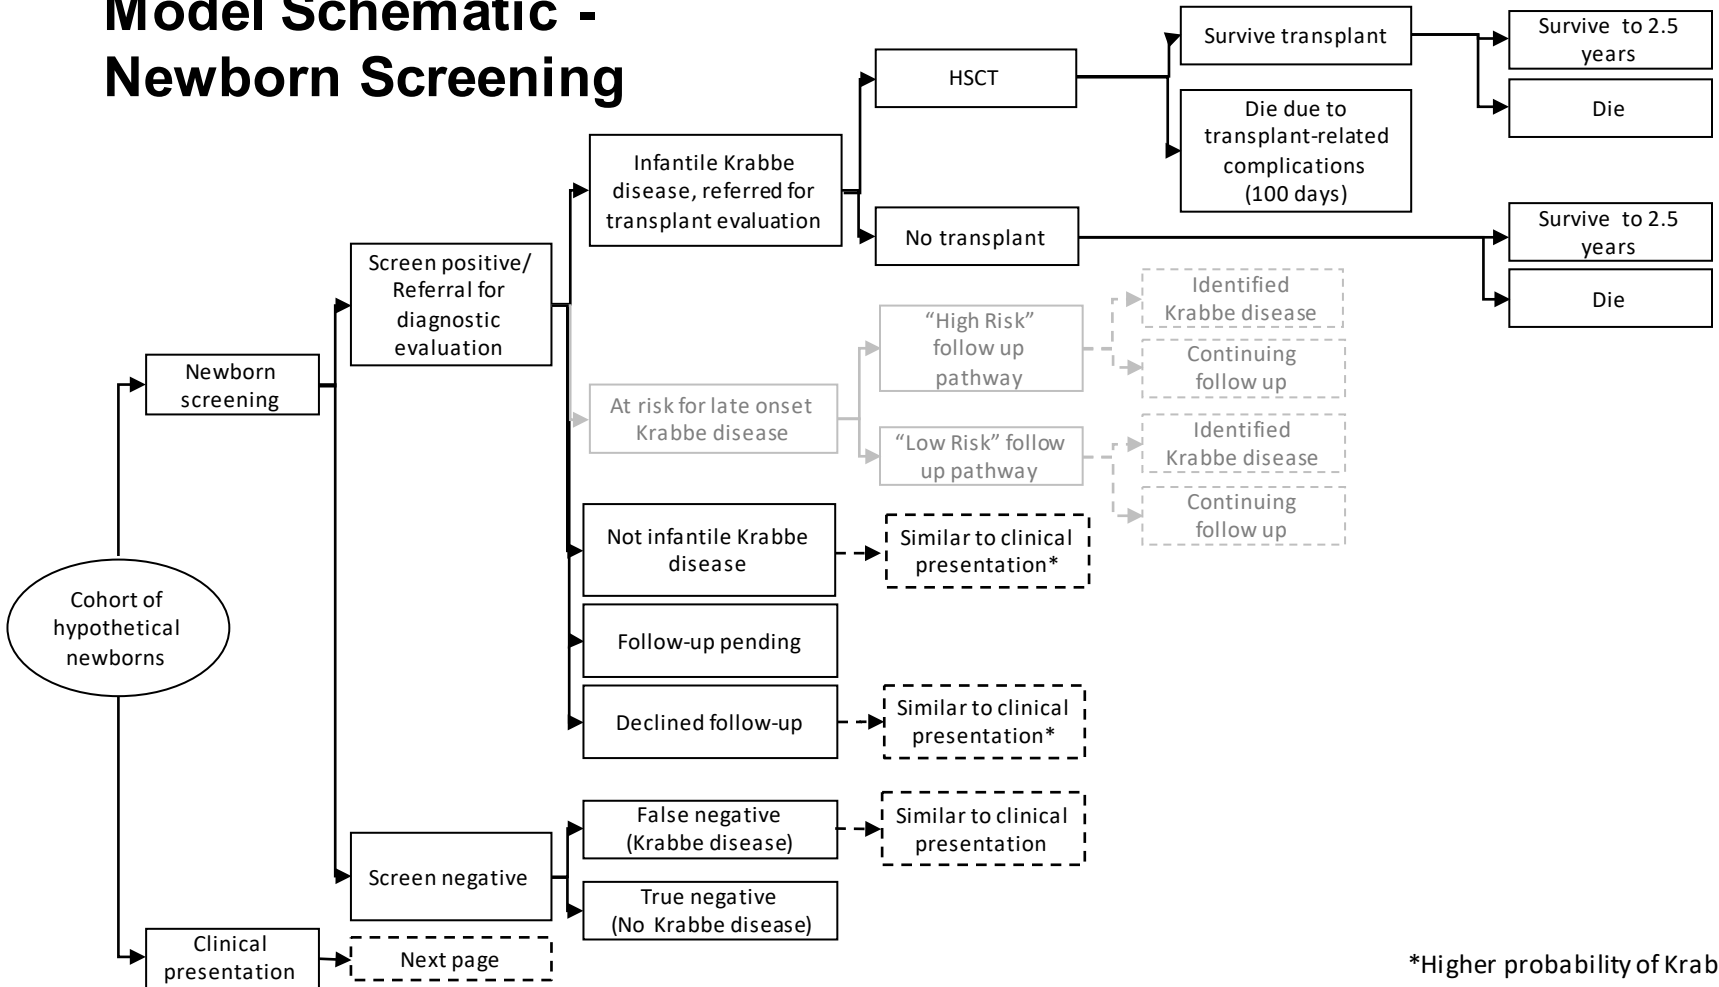 Model Schematic -
Newborn Screening
Cohort of
hypothetical
newborns
Newborn
screening
Clinical
presentation
Next page
Screen positive/
Referral for
diagnostic
evaluation
Screen negative
Infantile Krabbe
disease, referred for
transplant evaluation
At risk for late onset
Krabbe disease
Not infantile Krabbe
disease
Follow-up pending
Declined follow-up
False negative
(Krabbe disease)
True negative
(No Krabbe disease)
HSCT
No transplant
"High Risk"
follow up
pathway
"Low Risk" follow
up pathway
Similar to clinical
presentation*
Similar to clinical
presentation*
Similar to clinical
presentation
Survive transplant
Die due to
transplant-related
complications
(100 days)
Identified
Krabbe disease
Continuing
follow up
Identified
Krabbe disease
Continuing
follow up
Survive to 2.5
years
Die
Survive to 2.5
years
Die
*Higher probability of Krab